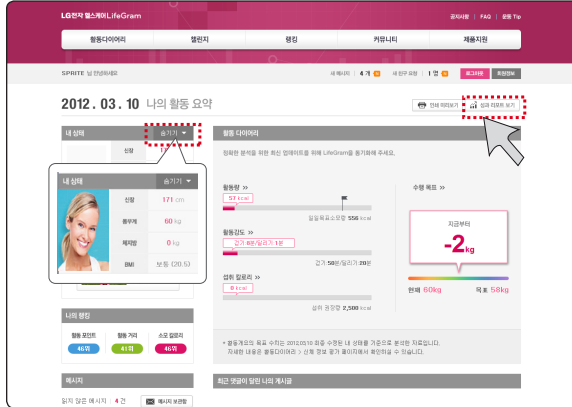 LG전자 헬스케어 LifeGram
공지사항 | FAQ | 운동 Tip
활동다이어리
챌린지
랭킹
커뮤니티
제품지원
SPRITE 님 안녕하세요
새 메시지 | 4 개
새 친구 요청 | 1 명
로그아웃
회원정보
2012 . 03 . 10 나의 활동 요약
인쇄 미리보기
성과 리포트 보기
내 상태
숨기기
신장
내 상태
숨기기
신장 171 cm
몸무게 60 kg
체지방 0 kg
BMI 보통 (20.5)
활동 다이어리
정확한 분석을 위한 최신 업데이트를 위해 LifeGram을 동기화해 주세요.
활동량 >>
57 kcal
일일목표소모량 556 kcal
활동강도 >>
걷기:6분/달리기:1분
걷기:50분/달리기:20분
섭취 칼로리 >>
0 kcal
섭취 권장량 2,500 kcal
수행 목표 >>
지금부터
-2kg
현재 60kg
목표 58kg
나의 랭킹
활동 포인트
활동 거리
소모 칼로리
46위
41위
46위
* 활동개요의 목표 수치는 2012.03.10 최종 수정된 내 상태를 기준으로 분석한 자료입니다.
자세한 내용은 활동다이어리 > 신체 정보 평가 페이지에서 확인하실 수 있습니다.
메시지
읽지 않은 메시지 | 4 건
메시지 보관함
최근 댓글이 달린 나의 게시글